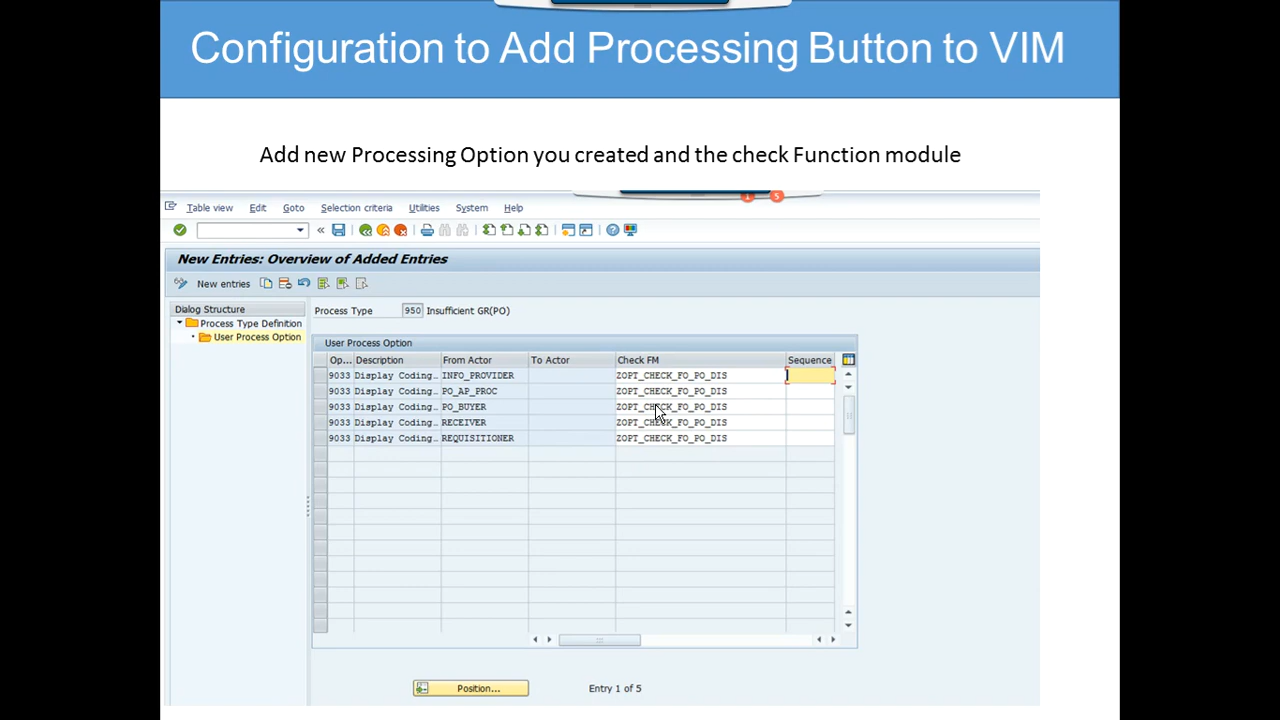 Configuration to Add Processing Button to VIM
Add new Processing Option you created and the check Function module
1 5
Table view Edit Goto Selection criteria Utilities System Help
New Entries: Overview of Added Entries
New entries
Dialog Structure
Process Type Definition
User Process Option
Process Type 950 Insufficient GR(PO)
User Process Option
Op... Description From Actor To Actor Check FM Sequence
9033 Display Coding… INFO_PROVIDER ZOPT_CHECK_FO_PO_DIS
9033 Display Coding… PO_AP_PROC ZOPT_CHECK_FO_PO_DIS
9033 Display Coding… PO_BUYER ZOPT_CHECK_FO_PO_DIS
9033 Display Coding… RECEIVER ZOPT_CHECK_FO_PO_DIS
9033 Display Coding… REQUISITIONER ZOPT_CHECK_FO_PO_DIS
Position... Entry 1 of 5